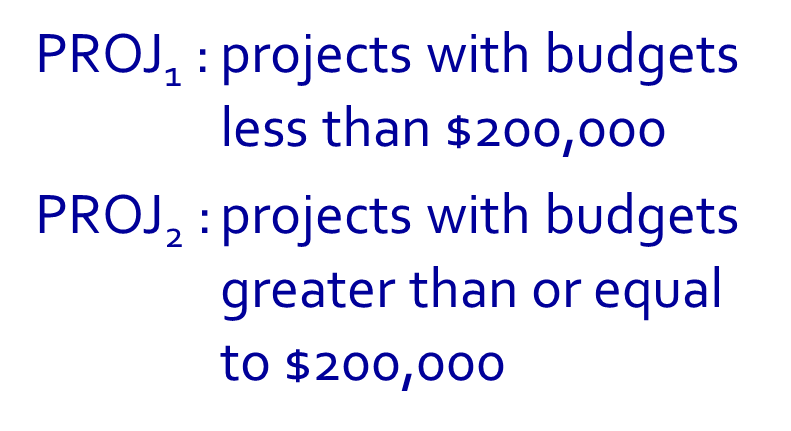 PROJ₁ : projects with budgets
less than $200,000
PROJ₂ : projects with budgets
greater than or equal
to $200,000